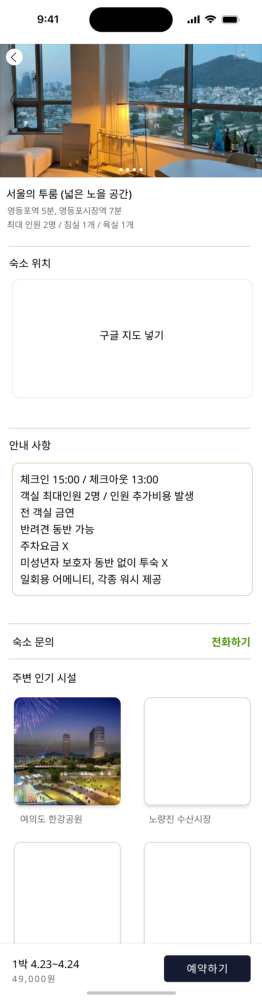 9:41
서울의 투룸 (넓은 노을 공간)
영등포역 5분, 영등포시장역 7분
최대 인원 2명 / 침실 1개 / 욕실 1개
숙소 위치
구글 지도 넣기
안내 사항
체크인 15:00 / 체크아웃 13:00
객실 최대인원 2명 / 인원 추가비용 발생
전 객실 금연
반려견 동반 가능
주차요금 X
미성년자 보호자 동반 없이 투숙 X
일회용 어메니티, 각종 워시 제공
숙소 문의 전화하기
주변 인기 시설
여의도 한강공원 노량진 수산시장
1박 4.23~4.24
49,000원
예약하기